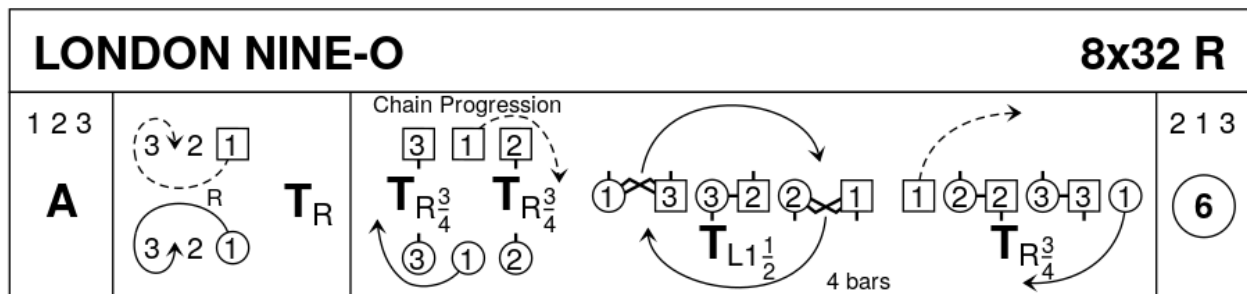 LONDON NINE-O 8x32 R
1 2 3
A
3 2 1
R
3 2 1
T R
Chain Progression
3 1 2
T R 3/4 T R 3/4
3 1 2
1 3 3 2 2 1
T L 1 1/2
4 bars
1 2 2 3 3 1
T R 3/4
2 1 3
6